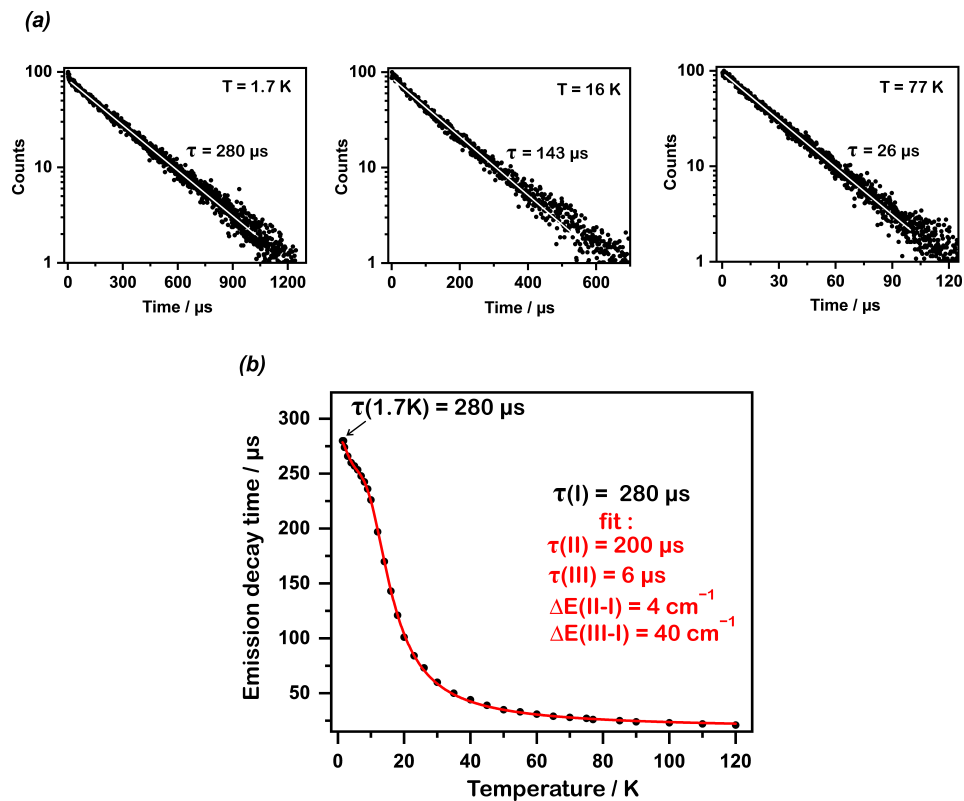 (a)
100
10
1
Counts
T = 1.7 K
τ = 280 µs
0 300 600 900 1200
Time / µs
100
10
1
Counts
T = 16 K
τ = 143 µs
0 200 400 600
Time / µs
100
10
1
Counts
T = 77 K
τ = 26 µs
0 30 60 90 120
Time / µs
(b)
300
250
200
150
100
50
Emission decay time / µs
τ(1.7K) = 280 µs
τ(I) = 280 µs
fit :
τ(II) = 200 µs
τ(III) = 6 µs
ΔE(II-I) = 4 cm⁻¹
ΔE(III-I) = 40 cm⁻¹
0 20 40 60 80 100 120
Temperature / K